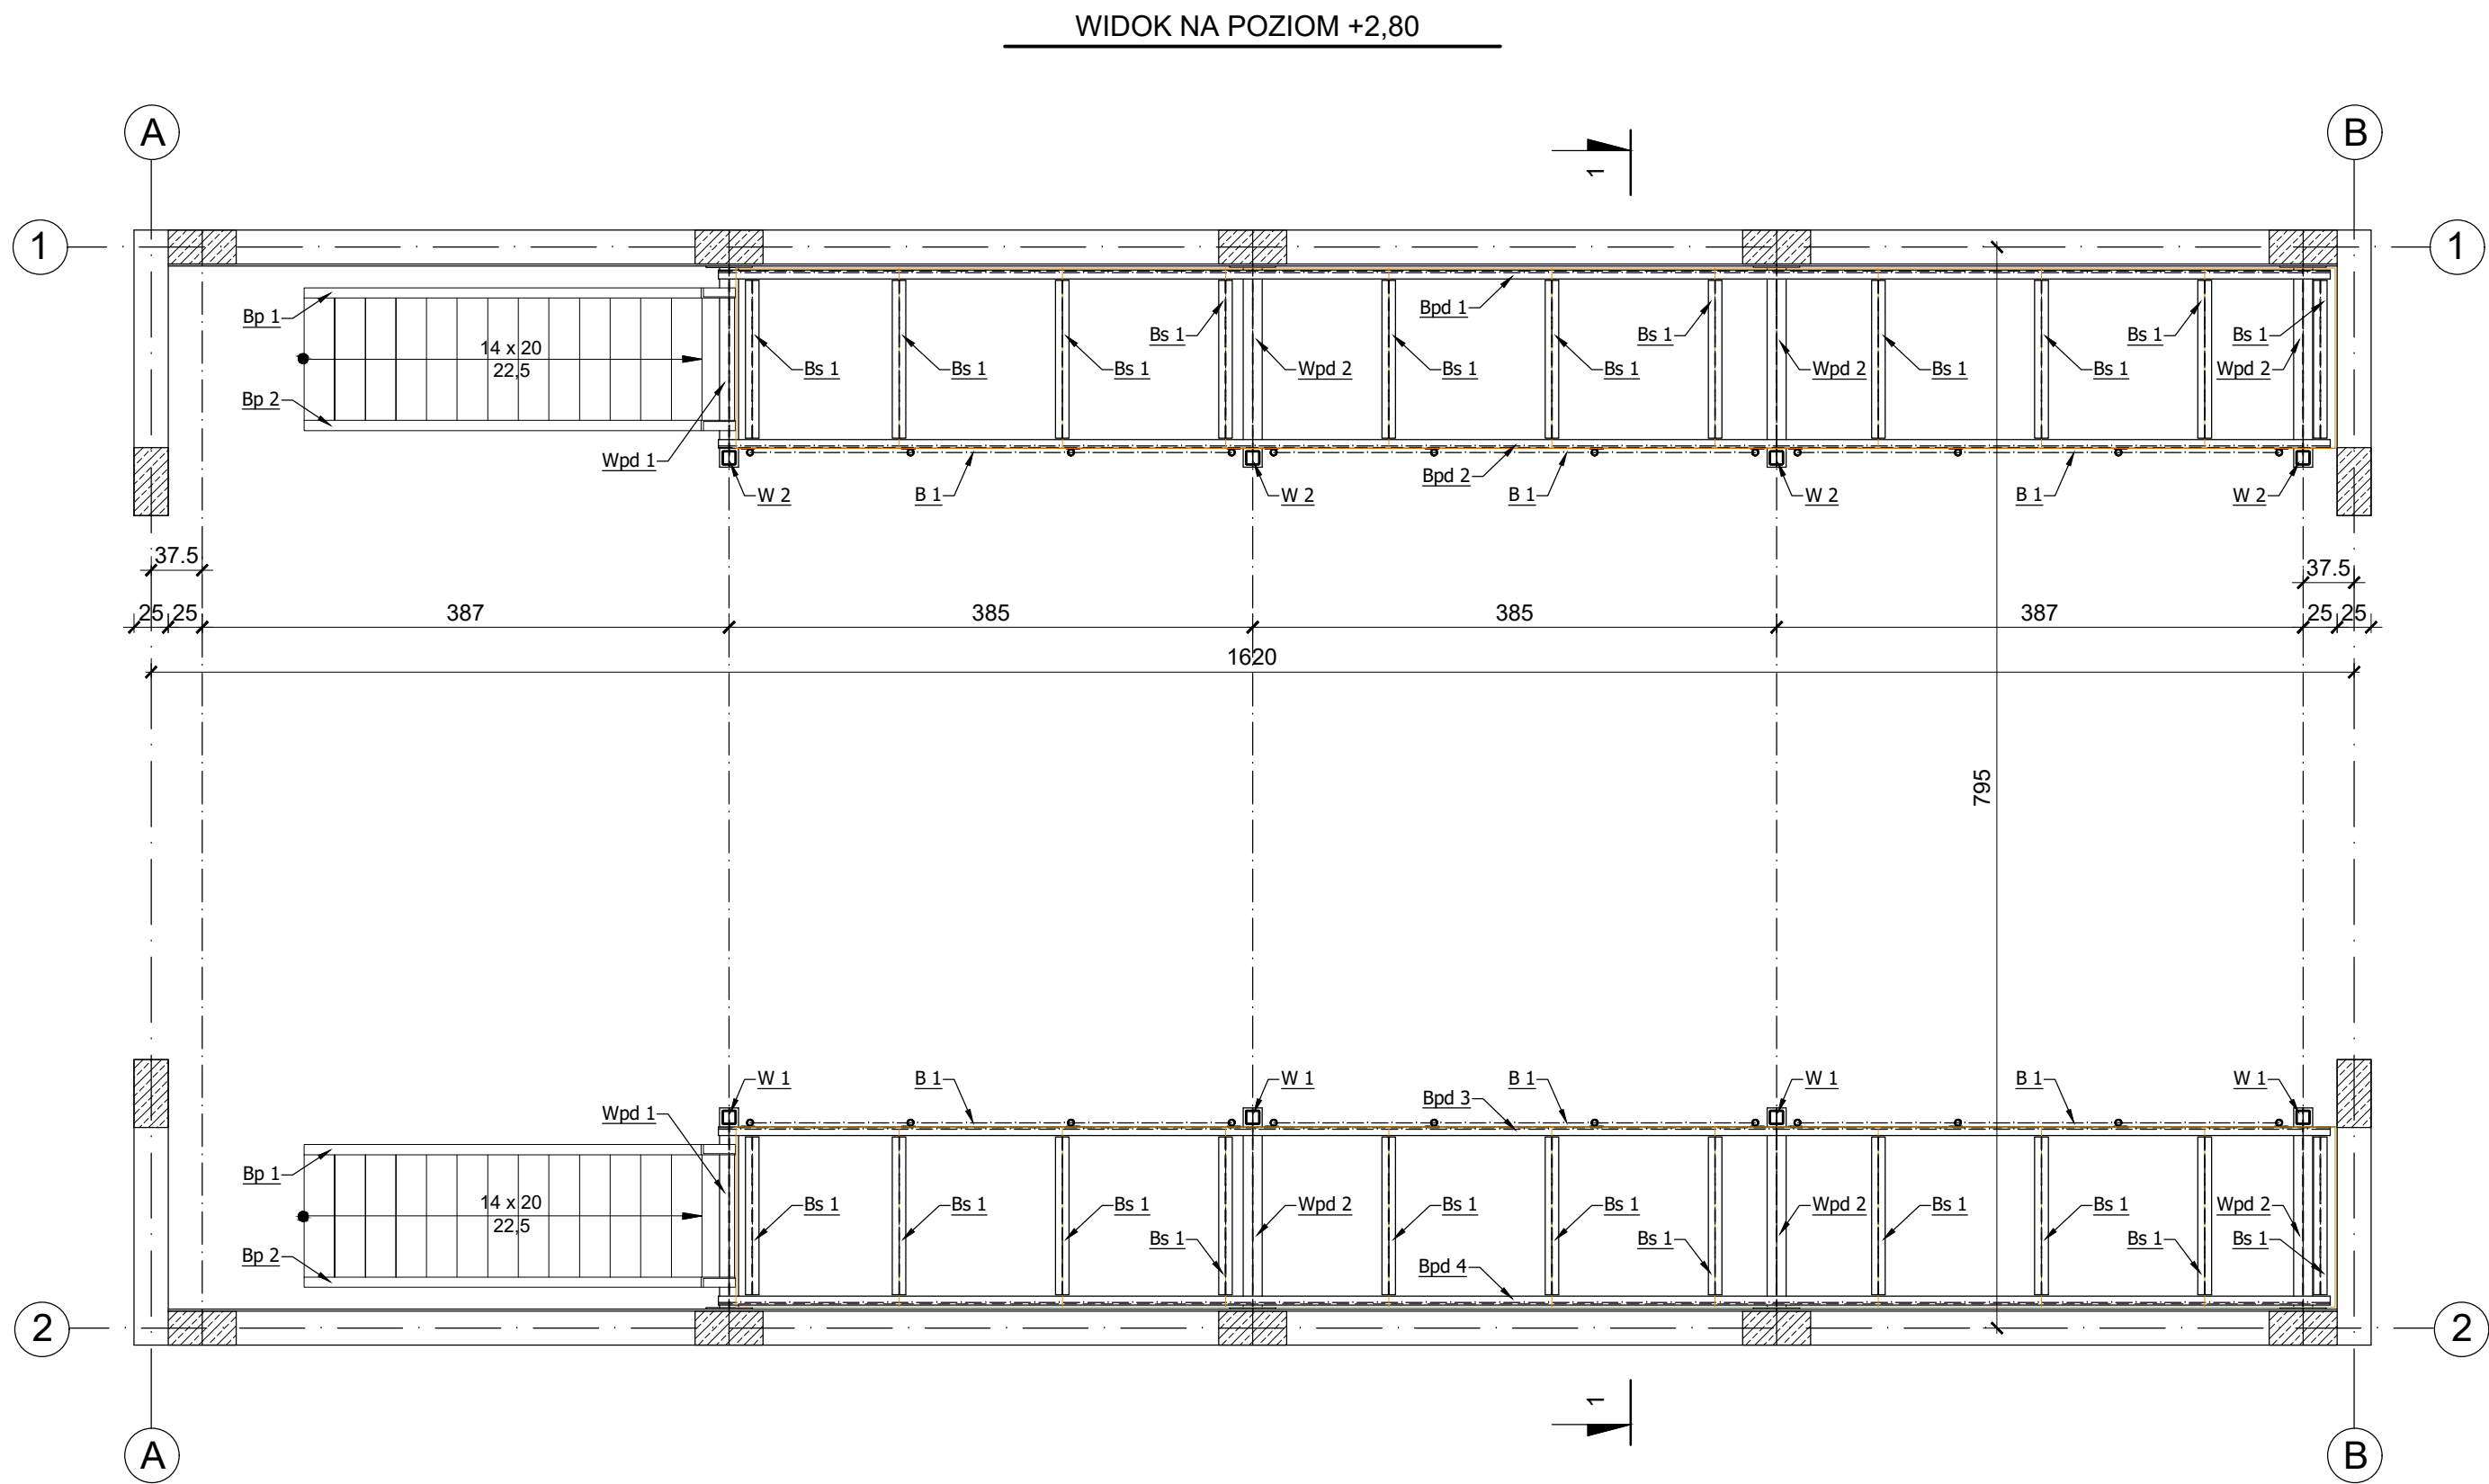 WIDOK NA POZIOM +2,80
A B
1
1 1
Bp 1 Bpd 1
14 x 20 Bs 1 Bs 1 Bs 1 Bs 1
22,5 Bs 1 Bs 1 Bs 1 Wpd 2 Bs 1 Bs 1 Wpd 2 Bs 1 Bs 1 Wpd 2
Bp 2
Wpd 1 Bpd 2
W 2 B 1 W 2 B 1 W 2 B 1 W 2
37.5 37.5
25 25 387 385 385 387 25 25
1620
795
W 1 B 1 W 1 B 1 W 1 B 1 W 1
Wpd 1 Bpd 3
Bp 1
14 x 20 Bs 1 Bs 1 Bs 1 Wpd 2 Bs 1 Bs 1 Wpd 2 Bs 1 Bs 1 Wpd 2
22,5
Bp 2 Bs 1 Bs 1 Bs 1 Bs 1
Bpd 4
2 2
1
A B